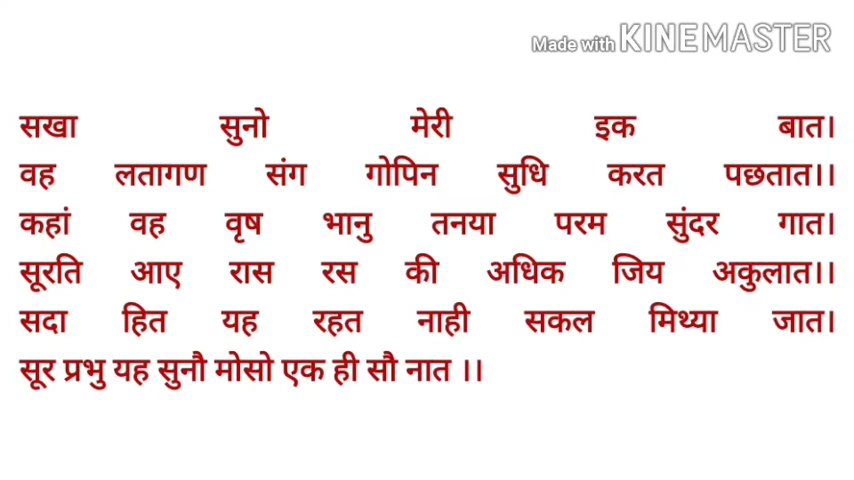 Made with KINEMASTER
सखा सुनो मेरी इक बात।
वह लतागण संग गोपिन सुधि करत पछतात।।
कहां वह वृष भानु तनया परम सुंदर गात।
सूरति आए रास रस की अधिक जिय अकुलात।।
सदा हित यह रहत नाही सकल मिथ्या जात।
सूर प्रभु यह सुनौ मोसो एक ही सौ नात ।।